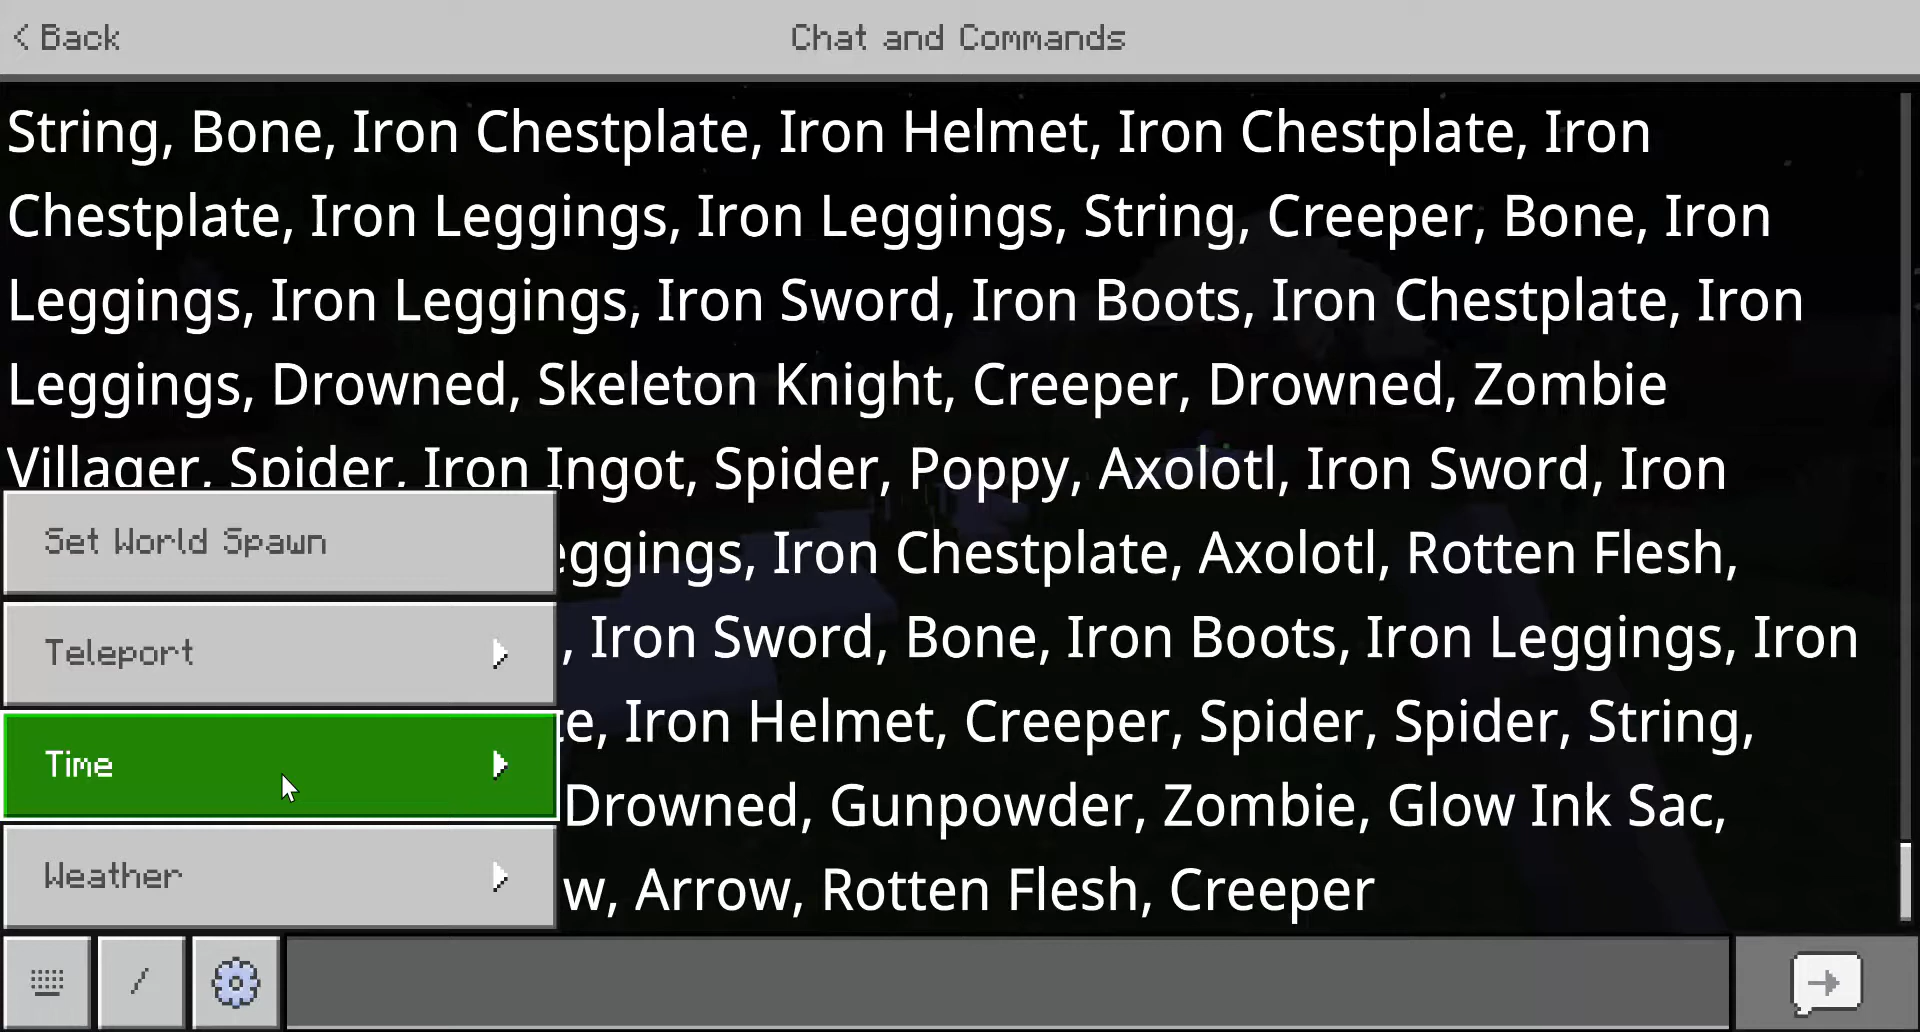 < Back
Chat and Commands
String, Bone, Iron Chestplate, Iron Helmet, Iron Chestplate, Iron
Chestplate, Iron Leggings, Iron Leggings, String, Creeper, Bone, Iron
Leggings, Iron Leggings, Iron Sword, Iron Boots, Iron Chestplate, Iron
Leggings, Drowned, Skeleton Knight, Creeper, Drowned, Zombie
Villager, Spider, Iron Ingot, Spider, Poppy, Axolotl, Iron Sword, Iron
Set World Spawn
eggings, Iron Chestplate, Axolotl, Rotten Flesh,
Teleport
, Iron Sword, Bone, Iron Boots, Iron Leggings, Iron
te, Iron Helmet, Creeper, Spider, Spider, String,
Time
Drowned, Gunpowder, Zombie, Glow Ink Sac,
Weather
w, Arrow, Rotten Flesh, Creeper
/